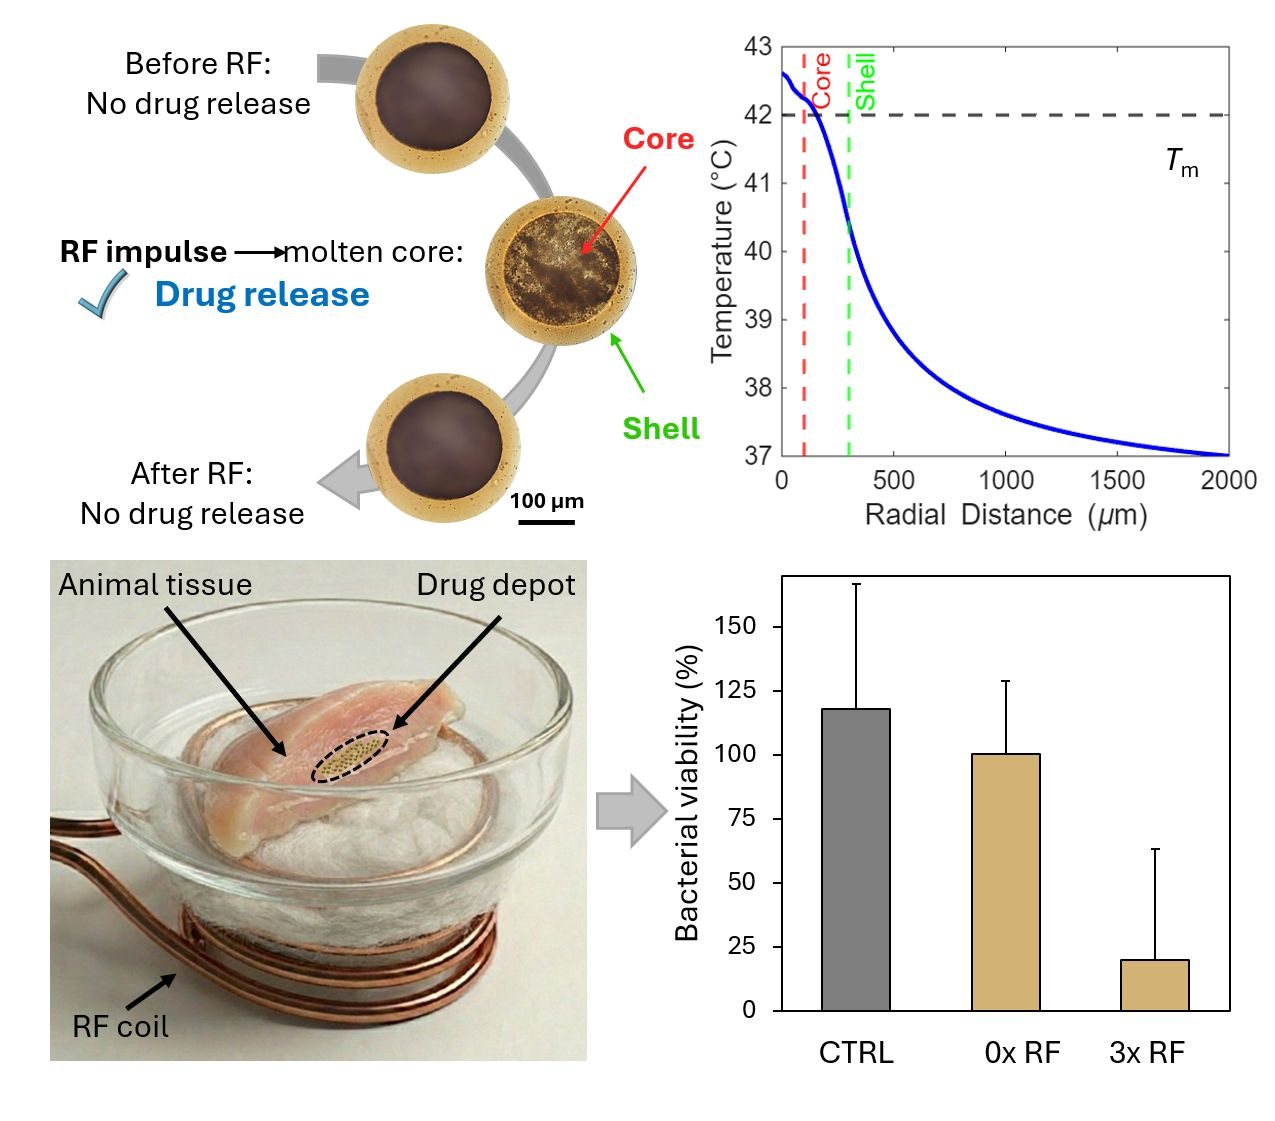 Before RF:
No drug release
Core
RF impulse molten core:
Drug release
Shell
After RF:
No drug release
100 µm
43
42
41
40
39
38
37
Temperature (°C)
Core
Shell
Tm
0 500 1000 1500 2000
Radial Distance (µm)
Animal tissue
Drug depot
RF coil
150
125
100
75
50
25
0
Bacterial viability (%)
CTRL 0x RF 3x RF